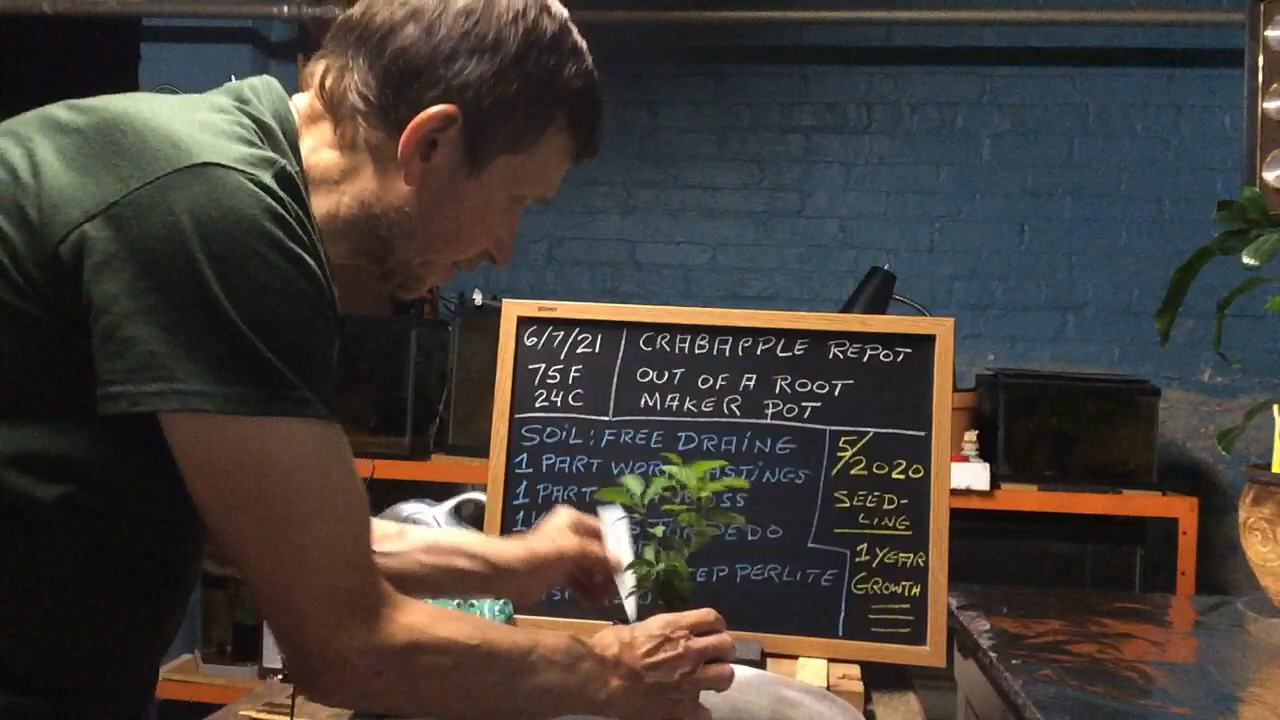 6/7/21
75F
24C
CRABAPPLE REPOT
OUT OF A ROOT
MAKER POT
SOIL: FREE DRAINE
1 PART WORM CASTINGS
1 PART
PERLITE
5/2020
SEED-
LING
1 YEAR
GROWTH